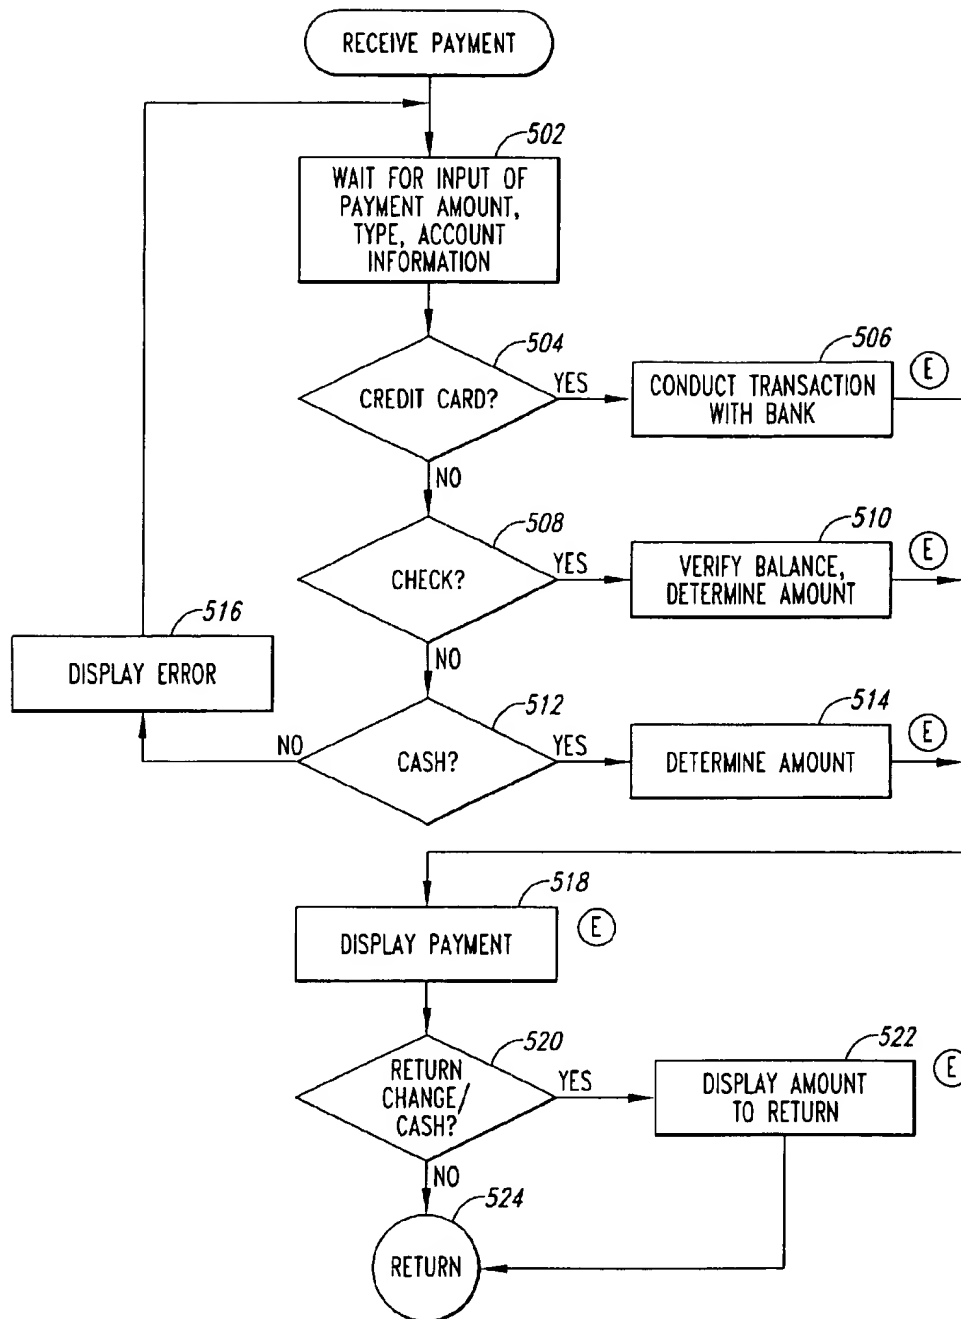 RECEIVE PAYMENT
502
WAIT FOR INPUT OF
PAYMENT AMOUNT,
TYPE, ACCOUNT
INFORMATION
504
CREDIT CARD?
YES
506
CONDUCT TRANSACTION
WITH BANK
E
NO
508
CHECK?
YES
510
VERIFY BALANCE,
DETERMINE AMOUNT
E
516
DISPLAY ERROR
NO
512
CASH?
NO
YES
514
DETERMINE AMOUNT
E
518
DISPLAY PAYMENT
E
520
RETURN
CHANGE/
CASH?
YES
522
DISPLAY AMOUNT
TO RETURN
E
NO
524
RETURN